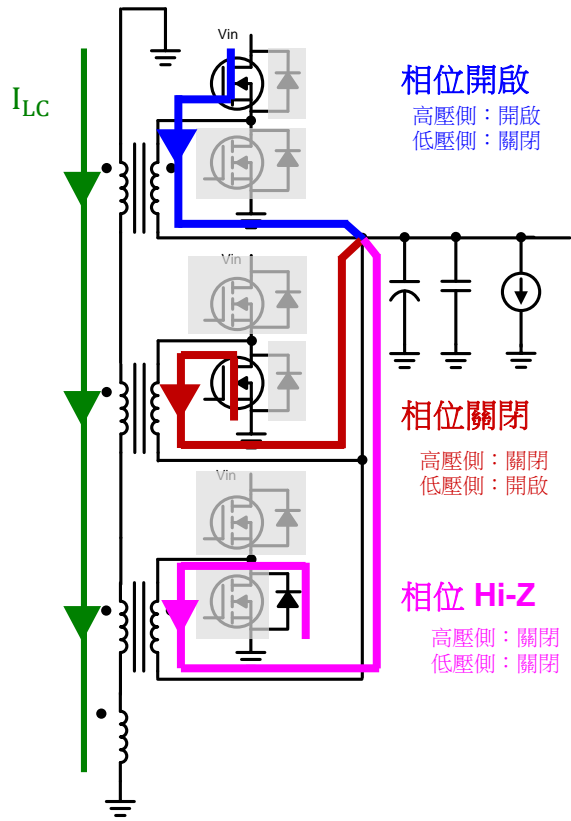 Vin
相位開啟
高壓側：開啟
低壓側：關閉
I_LC
Vin
相位關閉
高壓側：關閉
低壓側：開啟
Vin
相位 Hi-Z
高壓側：關閉
低壓側：關閉